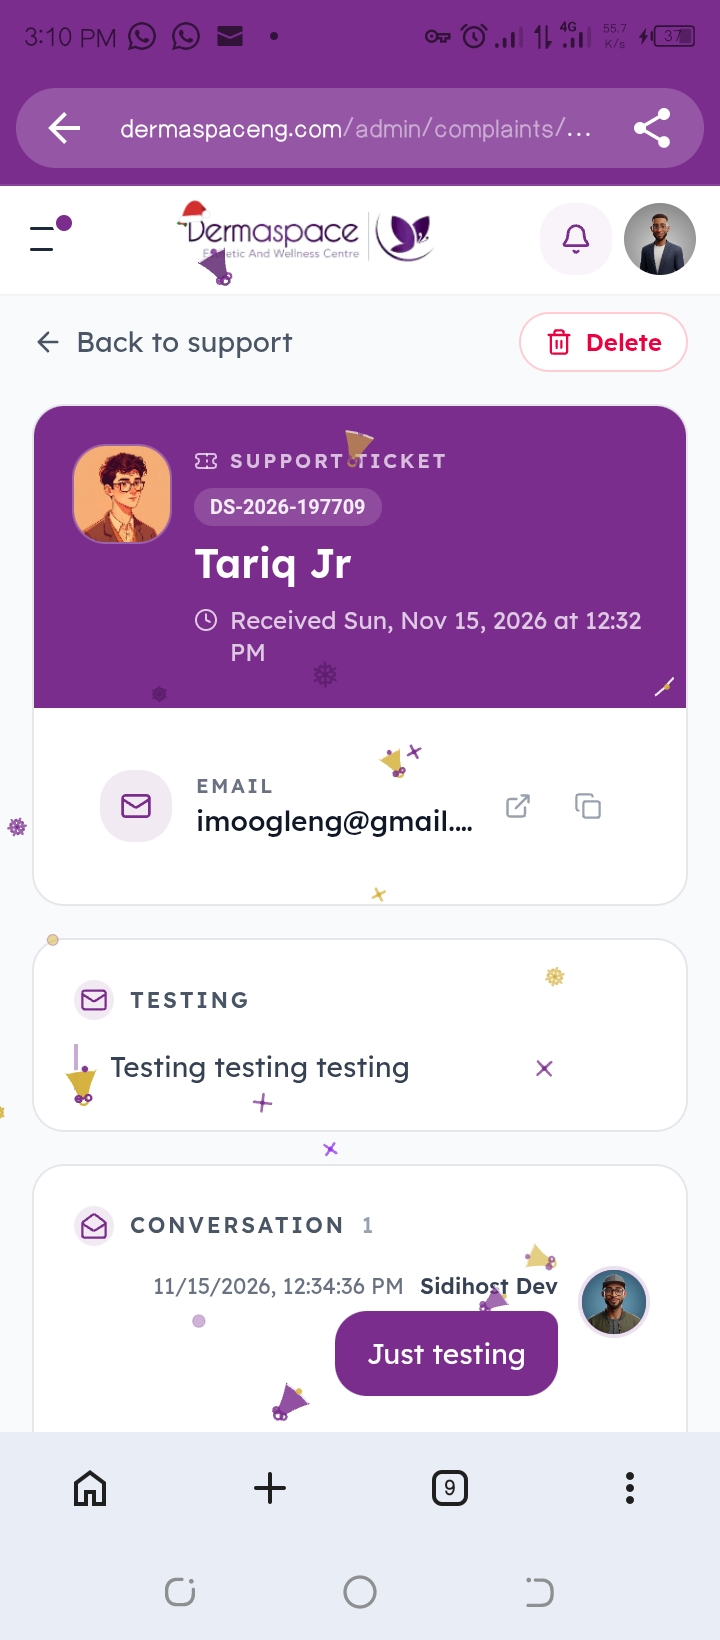 3:10 PM
4G
55.7
K/s
37
dermaspaceng.com/admin/complaints/...
Dermaspace
Esthetic And Wellness Centre
Back to support
Delete
SUPPORT TICKET
DS-2026-197709
Tariq Jr
Received Sun, Nov 15, 2026 at 12:32
PM
EMAIL
imoogleng@gmail....
TESTING
Testing testing testing
CONVERSATION 1
11/15/2026, 12:34:36 PM Sidihost Dev
Just testing
9